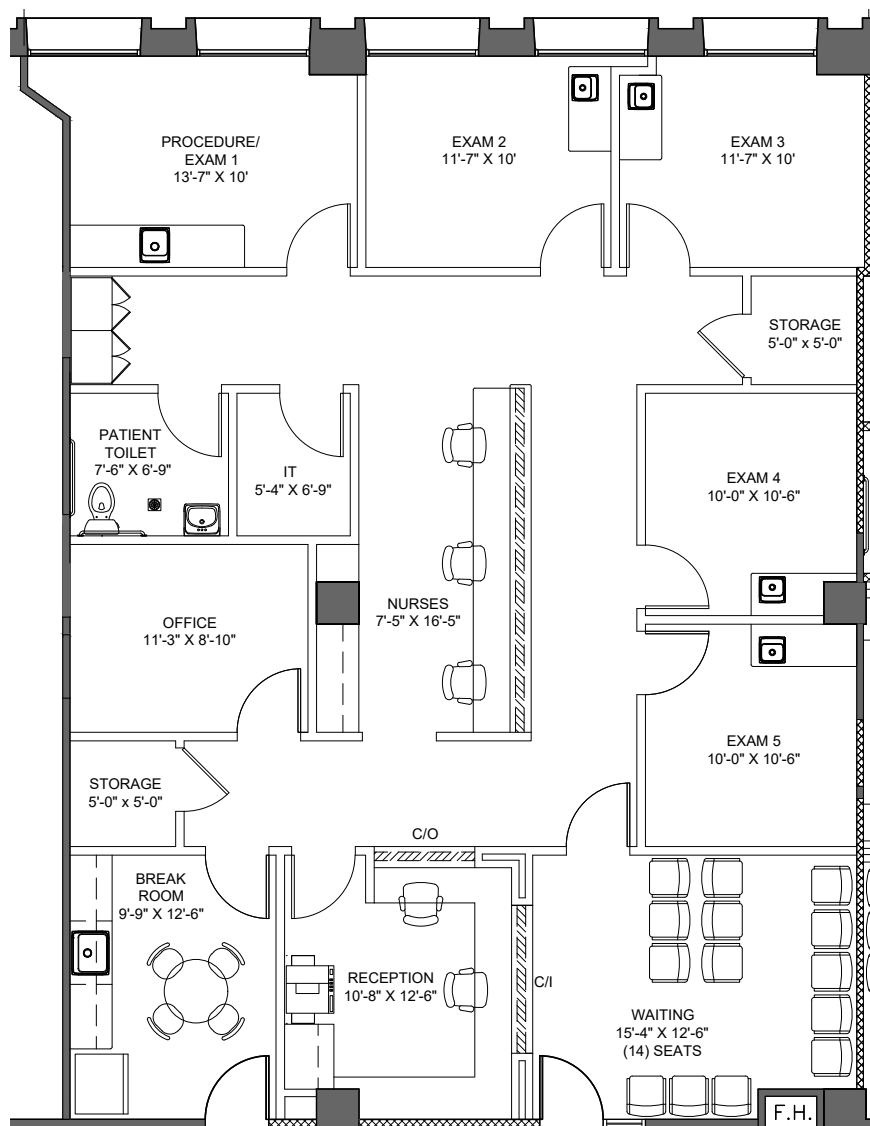 PROCEDURE/
EXAM 1
13'-7" X 10'
EXAM 2
11'-7" X 10'
EXAM 3
11'-7" X 10'
STORAGE
5'-0" x 5'-0"
PATIENT
TOILET
7'-6" X 6'-9"
IT
5'-4" X 6'-9"
EXAM 4
10'-0" X 10'-6"
OFFICE
11'-3" X 8'-10"
NURSES
7'-5" X 16'-5"
EXAM 5
10'-0" X 10'-6"
STORAGE
5'-0" x 5'-0"
C/O
BREAK
ROOM
9'-9" X 12'-6"
RECEPTION
10'-8" X 12'-6"
C/I
WAITING
15'-4" X 12'-6"
(14) SEATS
F.H.